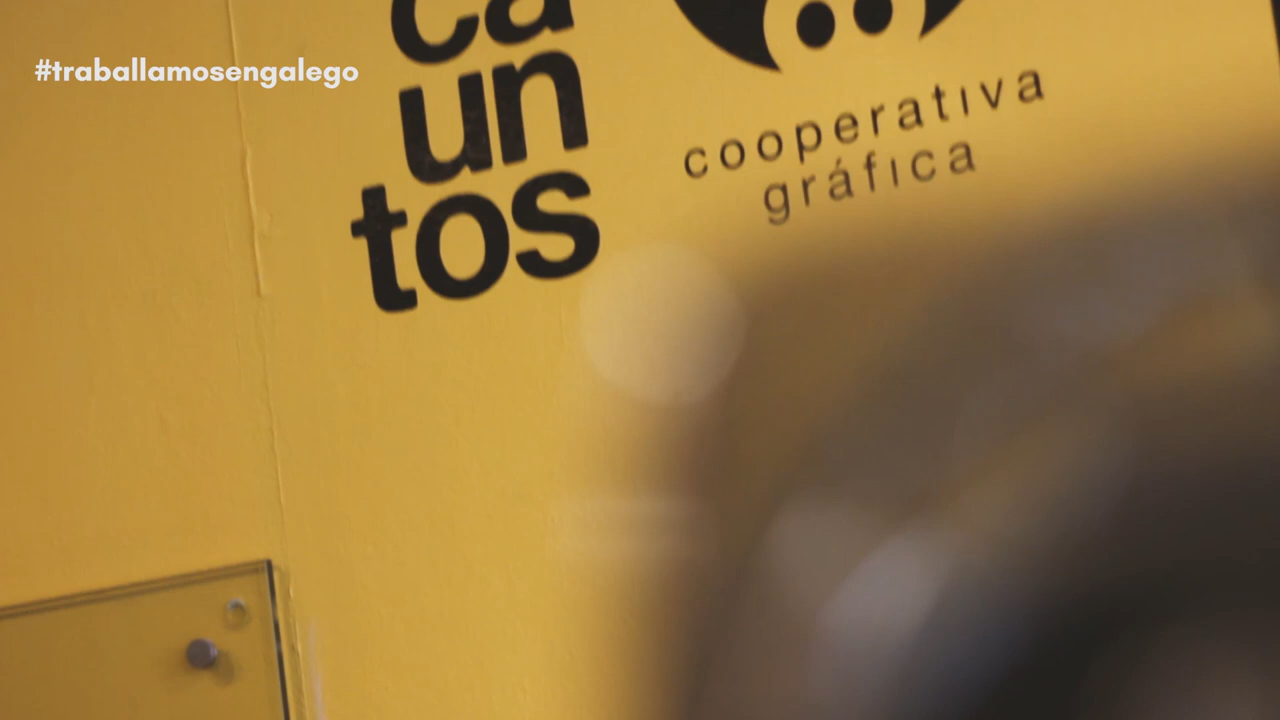 #traballamosengalego
ca
un
tos
cooperativa
gráfica